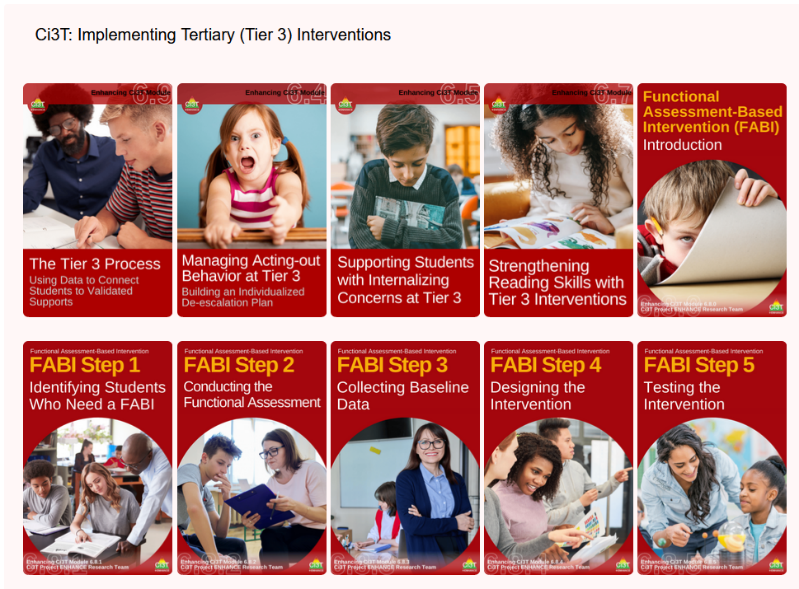 Ci3T: Implementing Tertiary (Tier 3) Interventions
Enhancing Ci3T Module
The Tier 3 Process
Using Data to Connect
Students to Validated
Supports
Enhancing Ci3T Module
Managing Acting-out
Behavior at Tier 3
Building an Individualized
De-escalation Plan
Enhancing Ci3T Module
6.5
Supporting Students
with Internalizing
Concerns at Tier 3
Enhancing Ci3T Module
6.7
Strengthening
Reading Skills with
Tier 3 Interventions
Functional
Assessment-Based
Intervention (FABI)
Introduction
Enhancing Ci3T Module 6.8.0
Ci3T Project ENHANCE Research Team
Functional Assessment-Based Intervention
FABI Step 1
Identifying Students
Who Need a FABI
Enhancing Ci3T Module 6.8.1
Ci3T Project ENHANCE Research Team
Functional Assessment-Based Intervention
FABI Step 2
Conducting the
Functional Assessment
Enhancing Ci3T Module 6.8.2
Ci3T Project ENHANCE Research Team
Functional Assessment-Based Intervention
FABI Step 3
Collecting Baseline
Data
Enhancing Ci3T Module 6.8.3
Ci3T Project ENHANCE Research Team
Functional Assessment-Based Intervention
FABI Step 4
Designing the
Intervention
Enhancing Ci3T Module 6.8.4
Ci3T Project ENHANCE Research Team
Functional Assessment-Based Intervention
FABI Step 5
Testing the
Intervention
Enhancing Ci3T Module 6.8.5
Ci3T Project ENHANCE Research Team